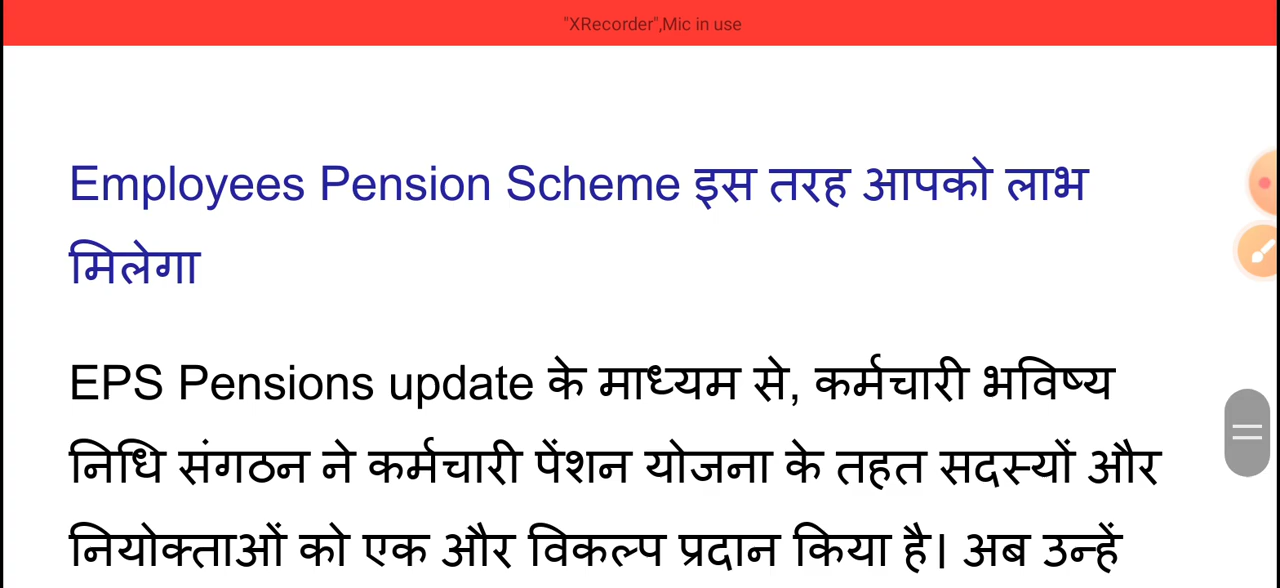 "XRecorder",Mic in use
Employees Pension Scheme इस तरह आपको लाभ
मिलेगा
EPS Pensions update के माध्यम से, कर्मचारी भविष्य
निधि संगठन ने कर्मचारी पेंशन योजना के तहत सदस्यों और
नियोक्ताओं को एक और विकल्प प्रदान किया है। अब उन्हें